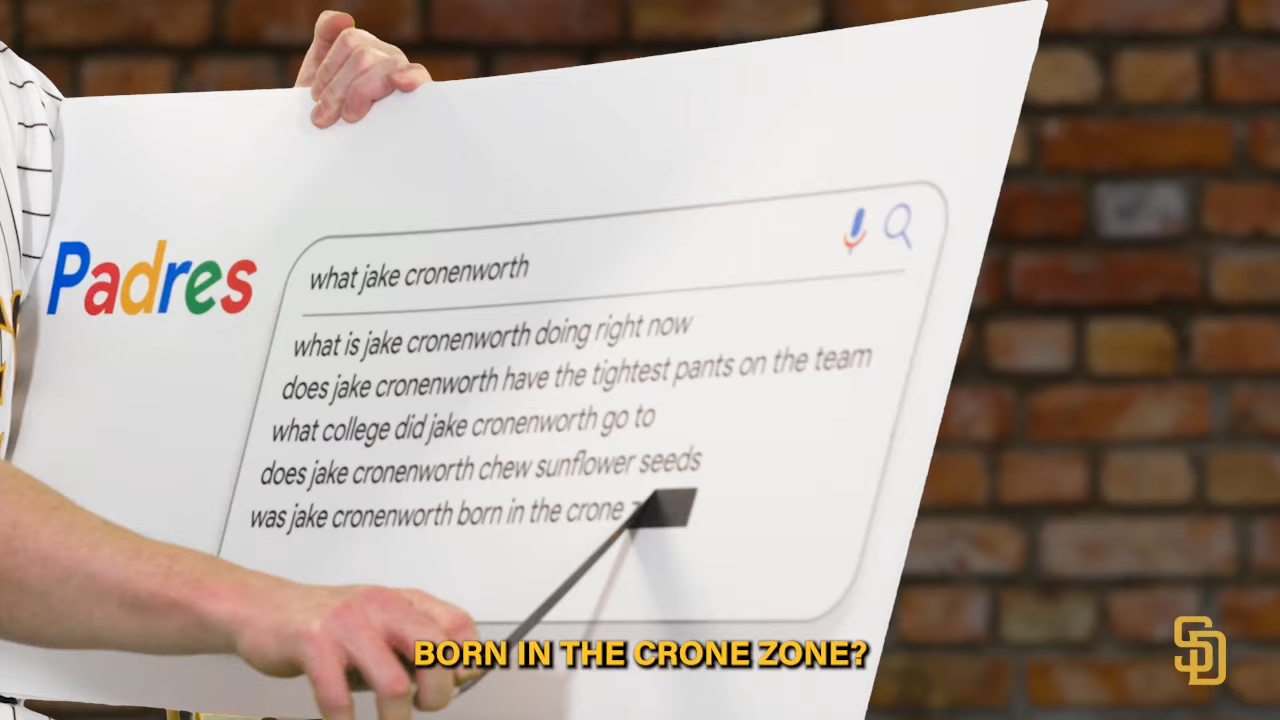 Padres
what jake cronenworth
what is jake cronenworth doing right now
does jake cronenworth have the tightest pants on the team
what college did jake cronenworth go to
does jake cronenworth chew sunflower seeds
was jake cronenworth born in the crone
BORN IN THE CRONE ZONE?
SD